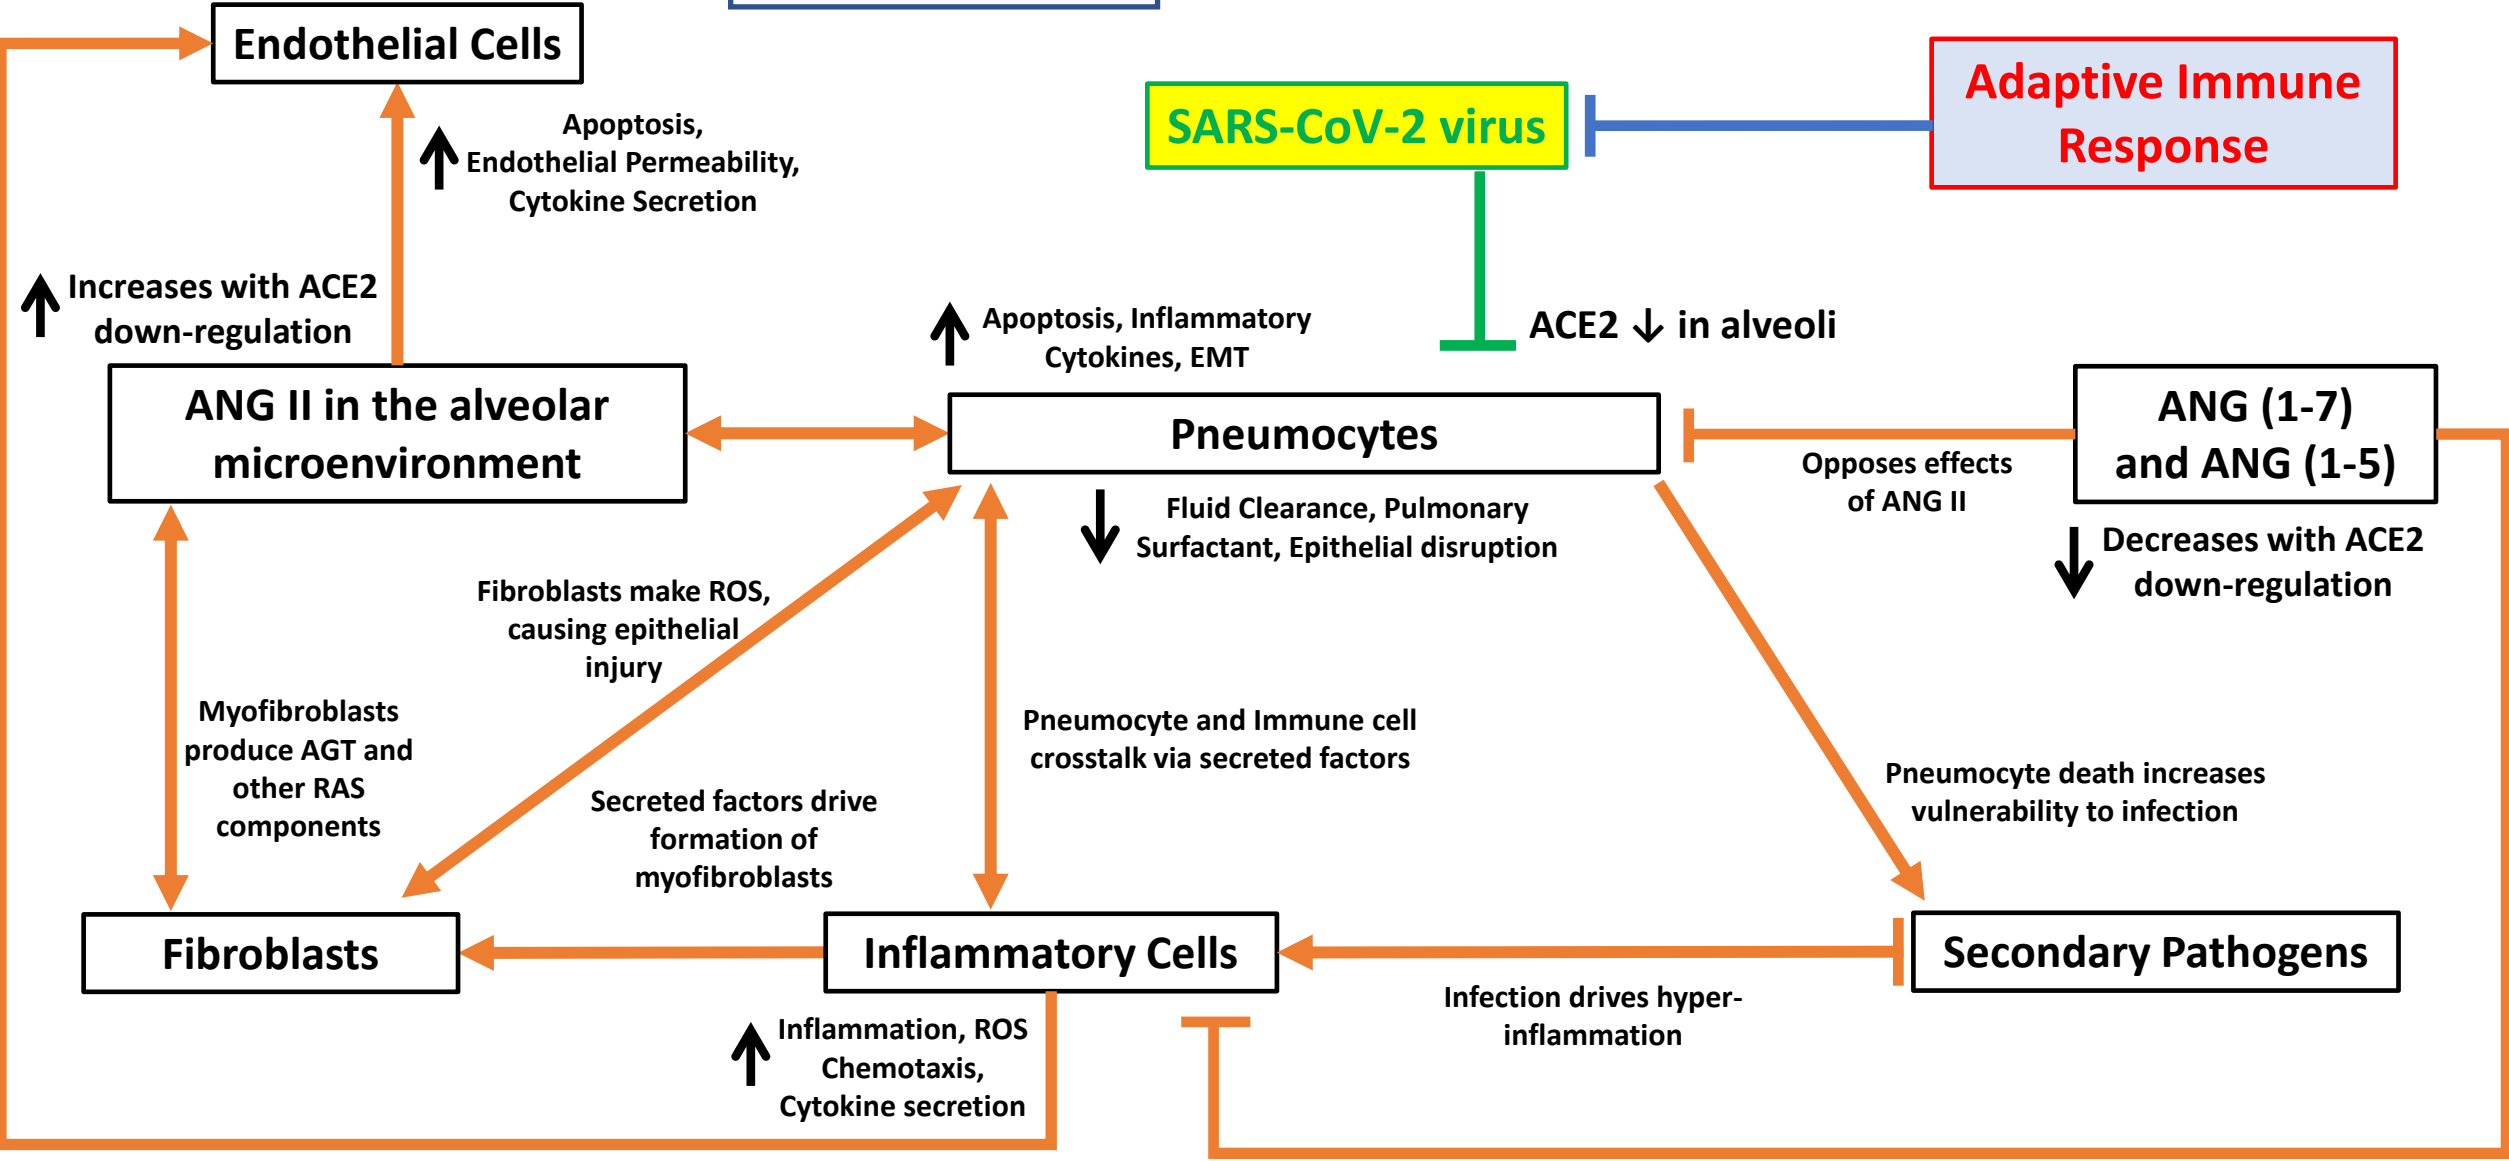 Endothelial Cells
Adaptive Immune
Response
SARS-CoV-2 virus
Apoptosis,
Endothelial Permeability,
Cytokine Secretion
Increases with ACE2
down-regulation
Apoptosis, Inflammatory
Cytokines, EMT
ACE2 ↓ in alveoli
ANG II in the alveolar
microenvironment
Pneumocytes
ANG (1-7)
and ANG (1-5)
Opposes effects
of ANG II
Fluid Clearance, Pulmonary
Surfactant, Epithelial disruption
Decreases with ACE2
down-regulation
Fibroblasts make ROS,
causing epithelial
injury
Myofibroblasts
produce AGT and
other RAS
components
Pneumocyte and Immune cell
crosstalk via secreted factors
Secreted factors drive
formation of
myofibroblasts
Pneumocyte death increases
vulnerability to infection
Fibroblasts
Inflammatory Cells
Secondary Pathogens
Infection drives hyper-
inflammation
Inflammation, ROS
Chemotaxis,
Cytokine secretion